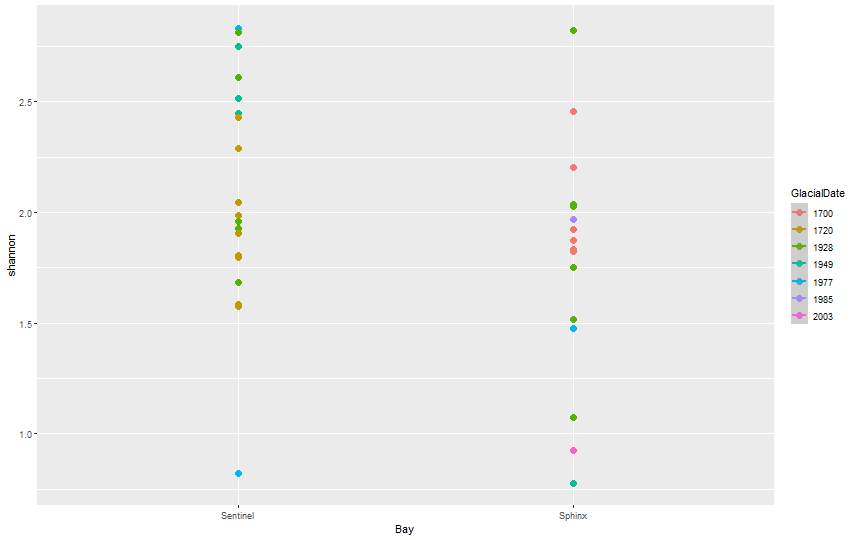 shannon
2.5
2.0
1.5
1.0
Sentinel
Sphinx
Bay
GlacialDate
1700
1720
1928
1949
1977
1985
2003